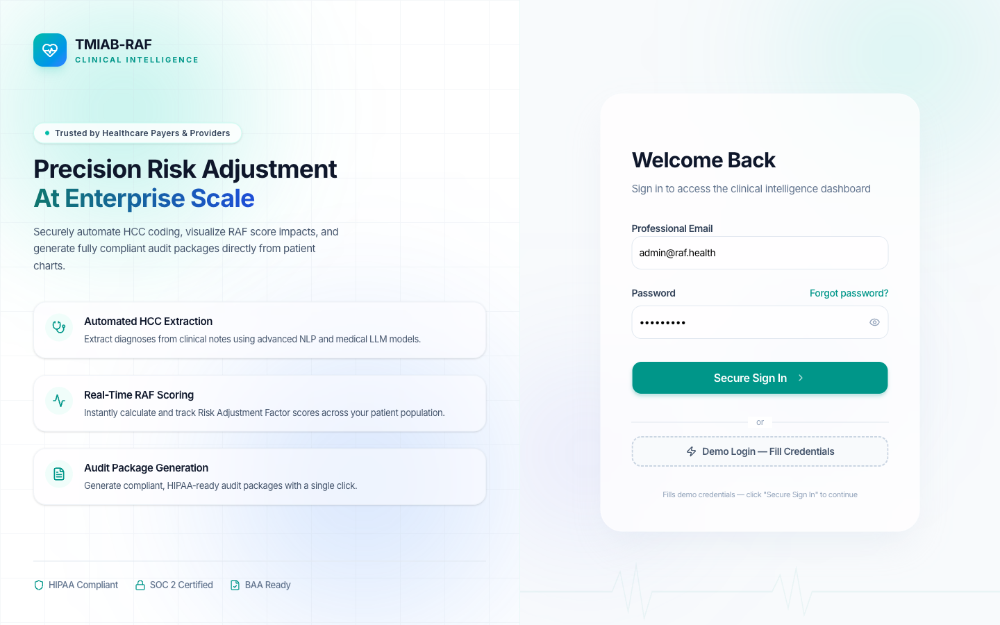 TMIAB-RAF
CLINICAL INTELLIGENCE
Trusted by Healthcare Payers & Providers
Precision Risk Adjustment
At Enterprise Scale
Securely automate HCC coding, visualize RAF score impacts, and
generate fully compliant audit packages directly from patient
charts.
Automated HCC Extraction
Extract diagnoses from clinical notes using advanced NLP and medical LLM models.
Real-Time RAF Scoring
Instantly calculate and track Risk Adjustment Factor scores across your patient population.
Audit Package Generation
Generate compliant, HIPAA-ready audit packages with a single click.
HIPAA Compliant
SOC 2 Certified
BAA Ready
Welcome Back
Sign in to access the clinical intelligence dashboard
Professional Email
admin@raf.health
Password
Forgot password?
•••••••••
Secure Sign In
or
Demo Login — Fill Credentials
Fills demo credentials — click "Secure Sign In" to continue